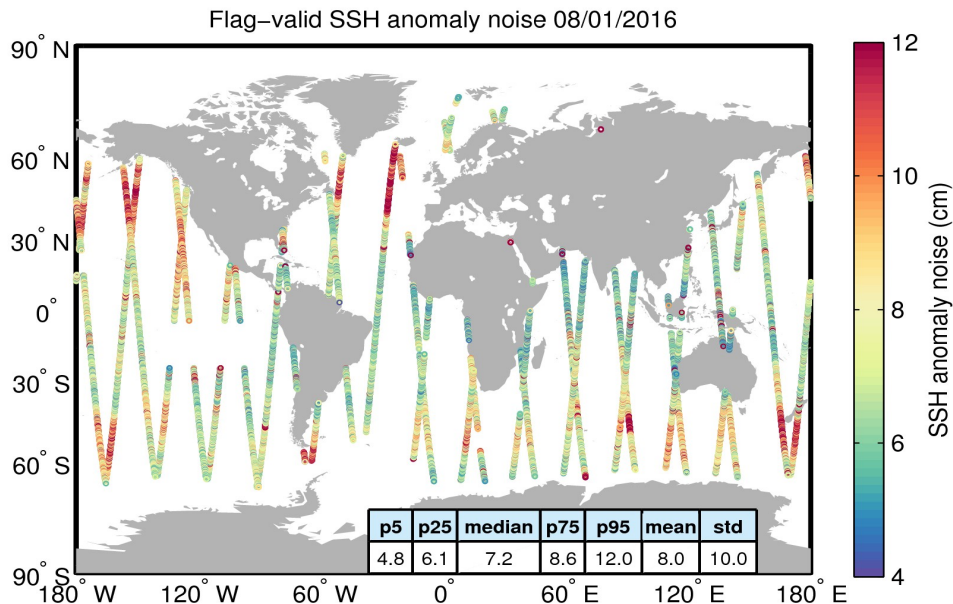 Flag−valid SSH anomaly noise 08/01/2016
90° N
60° N
30° N
0°
30° S
60° S
90° S
180° W 120° W 60° W 0° 60° E 120° E 180° E
p5 p25 median p75 p95 mean std
4.8 6.1 7.2 8.6 12.0 8.0 10.0
12
10
8
6
4
SSH anomaly noise (cm)